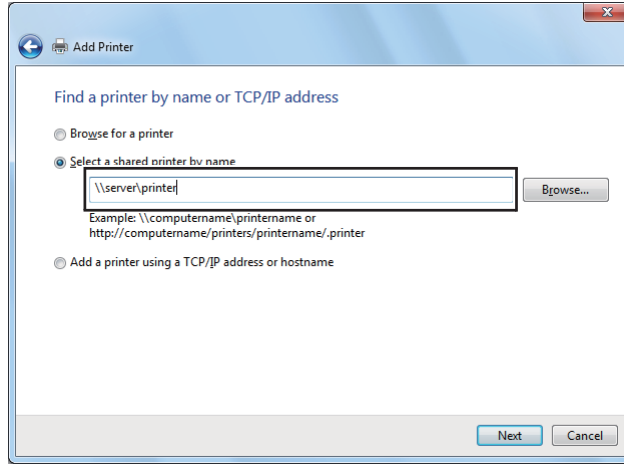 Add Printer
Find a printer by name or TCP/IP address
Browse for a printer
Select a shared printer by name
\\server\printer
Browse...
Example: \\computername\printername or
http://computername/printers/printername/.printer
Add a printer using a TCP/IP address or hostname
Next
Cancel